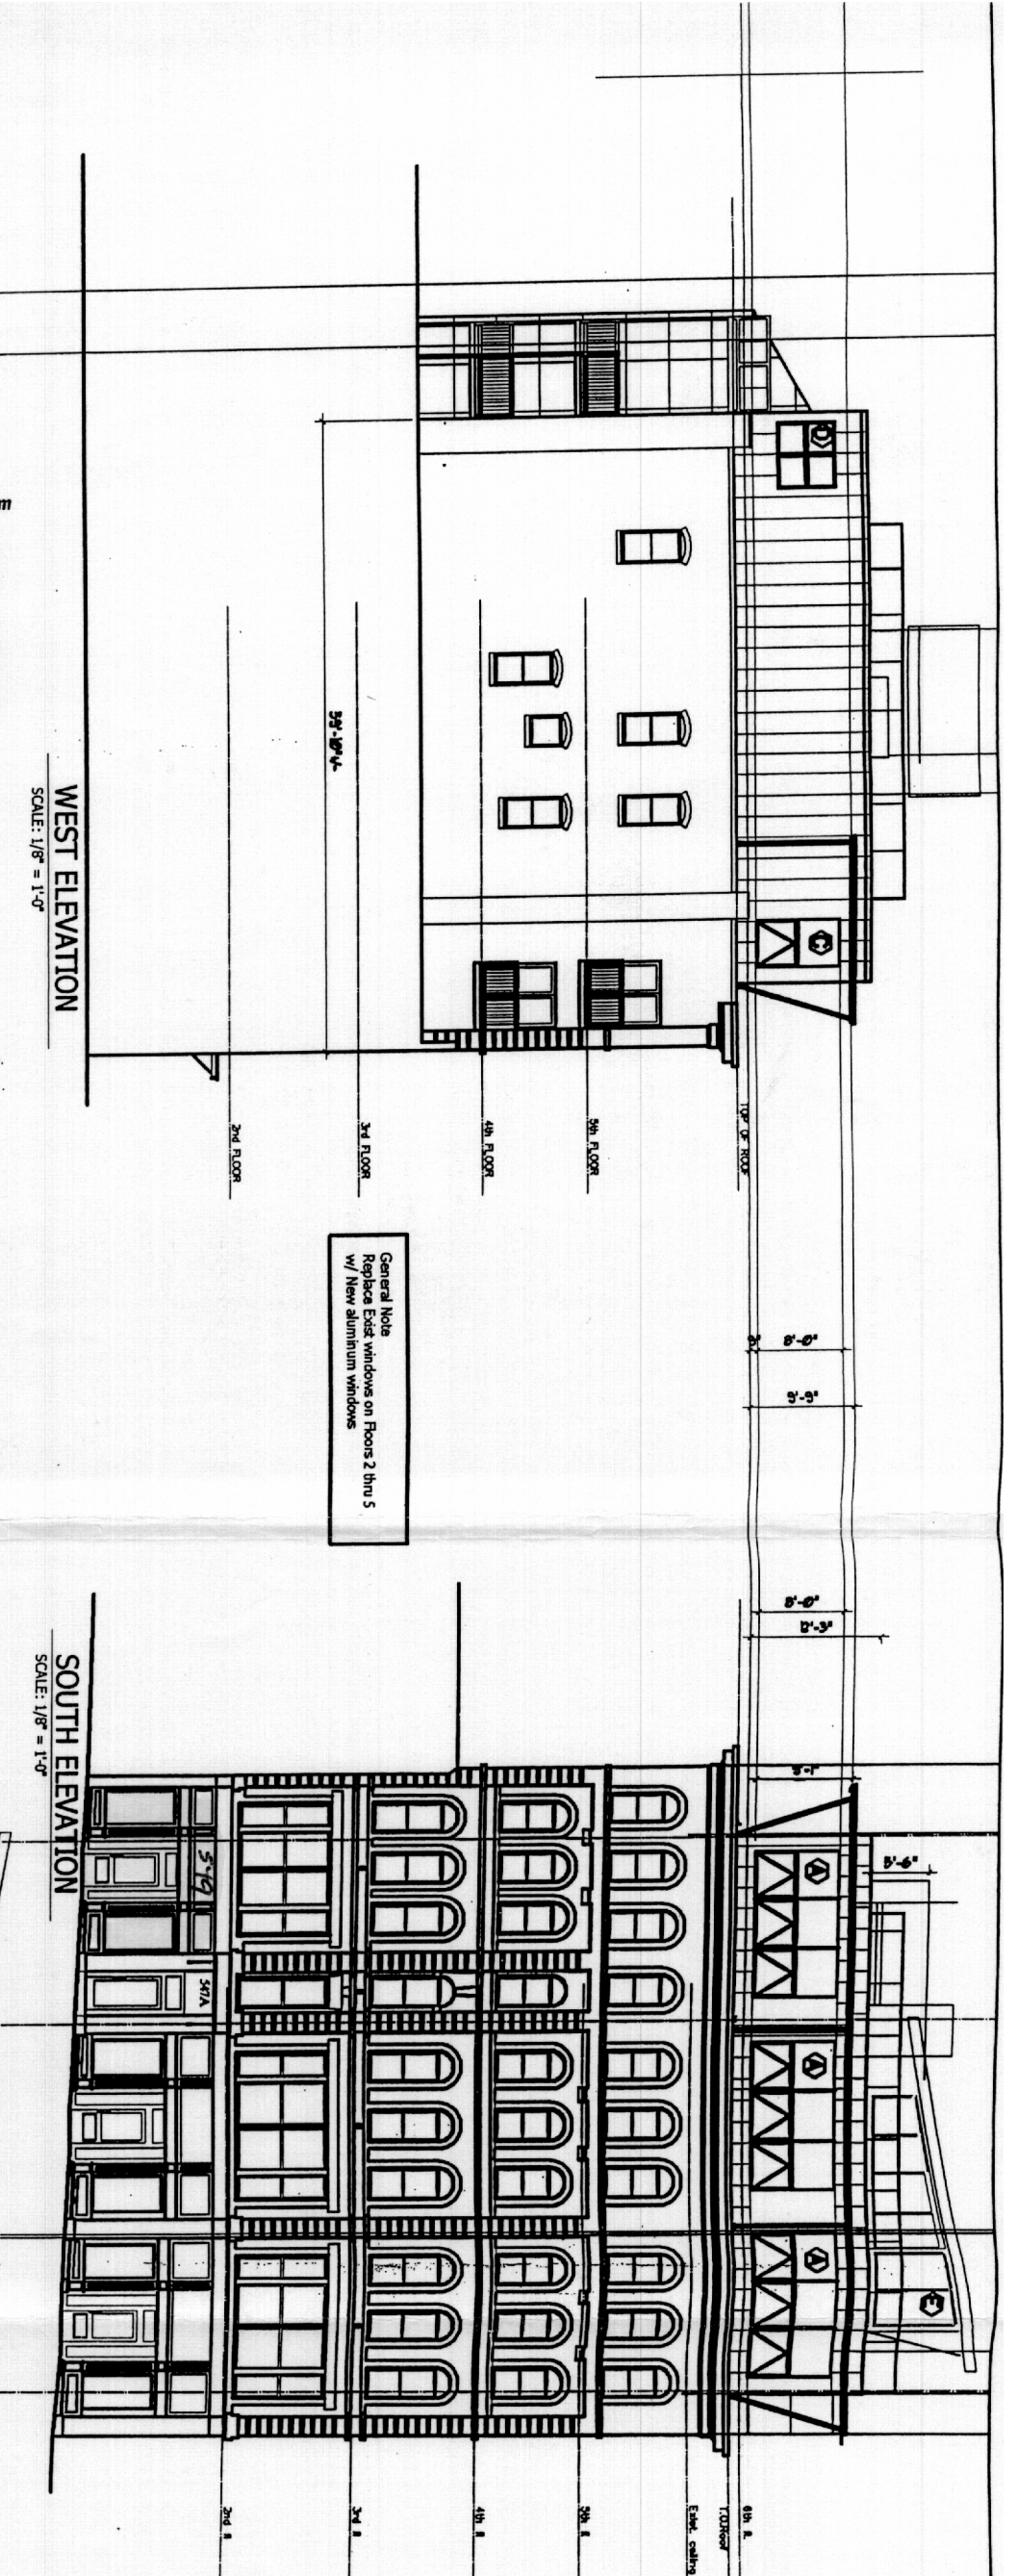 m
WEST ELEVATION
SCALE: 1/8" = 1'-0"
2nd FLOOR
3rd FLOOR
4th FLOOR
5th FLOOR
TOP OF ROOF
D
C
General Note
Replace Exist windows on Floors 2 thru 5
w/ New aluminum windows
8'-0"
9'-9"
8'-0"
SOUTH ELEVATION
SCALE: 1/8" = 1'-0"
547A
A
A
A
E
2nd fl
3rd fl
4th fl
5th fl
Exist. ceiling
T.O.Roof
6th fl.